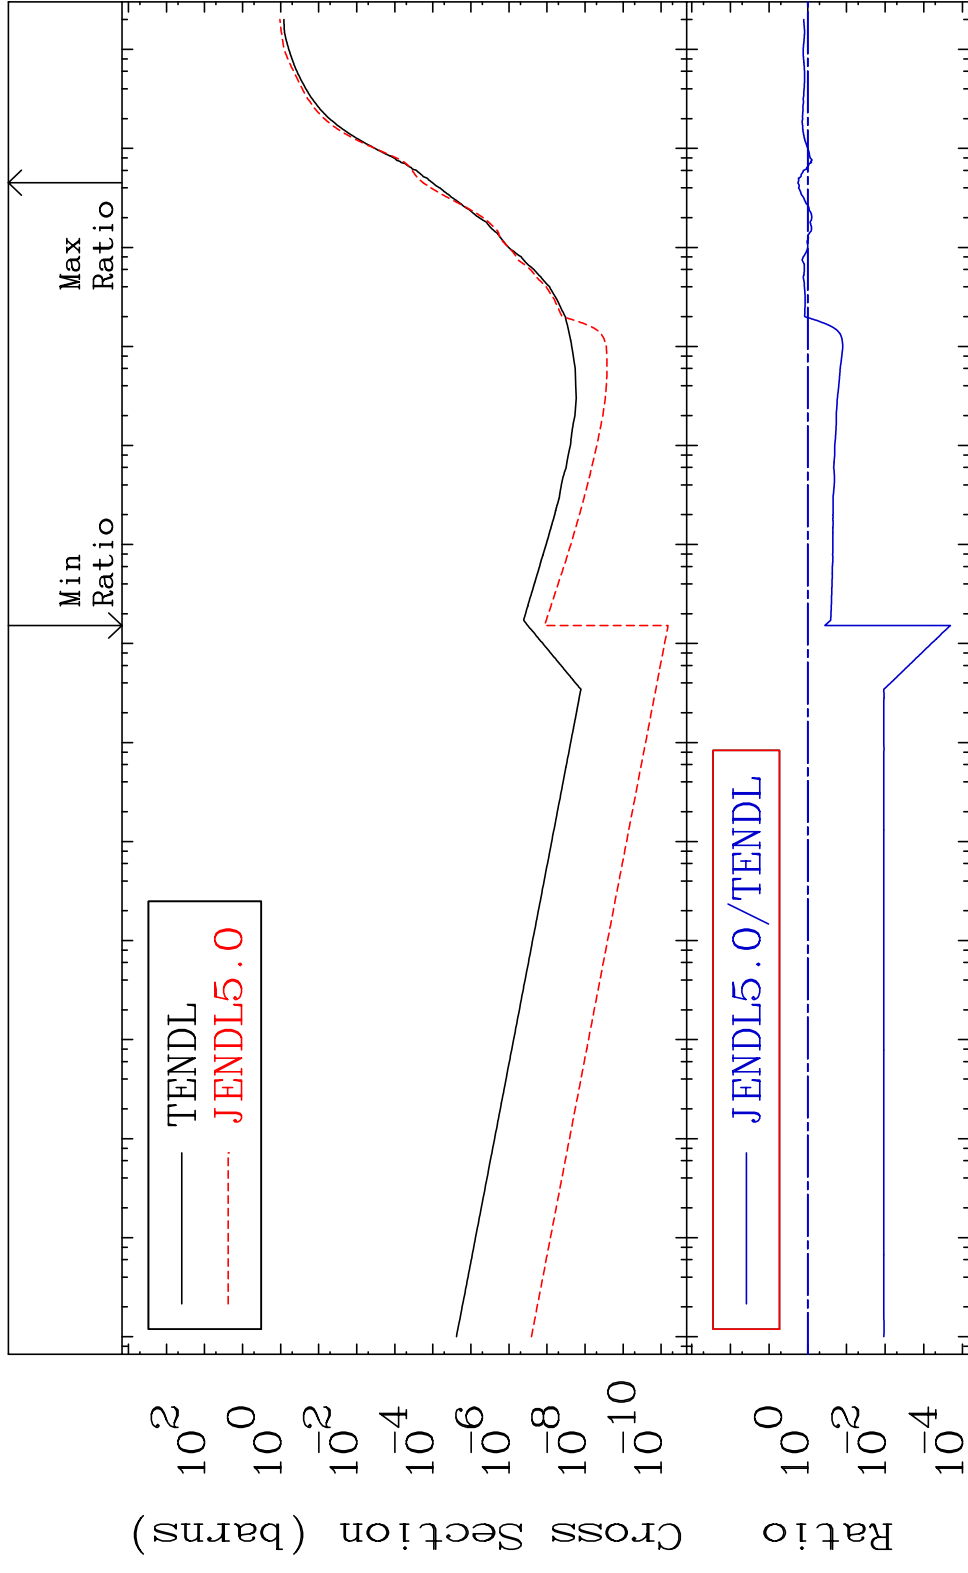 Min
Ratio
Max
Ratio
TENDL
JENDL5.0
JENDL5.0/TENDL
Cross Section (barns)
10^2
10^0
10^-2
10^-4
10^-6
10^-8
10^-10
Ratio
10^0
10^-2
10^-4